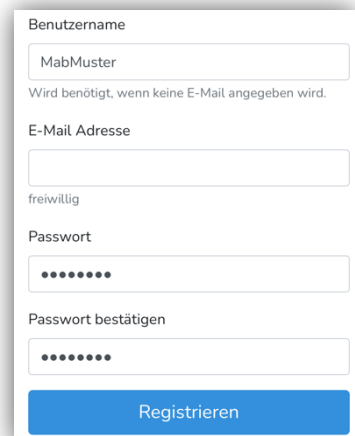 Benutzername
MabMuster
Wird benötigt, wenn keine E-Mail angegeben wird.
E-Mail Adresse
freiwillig
Passwort
●●●●●●●●
Passwort bestätigen
●●●●●●●●
Registrieren